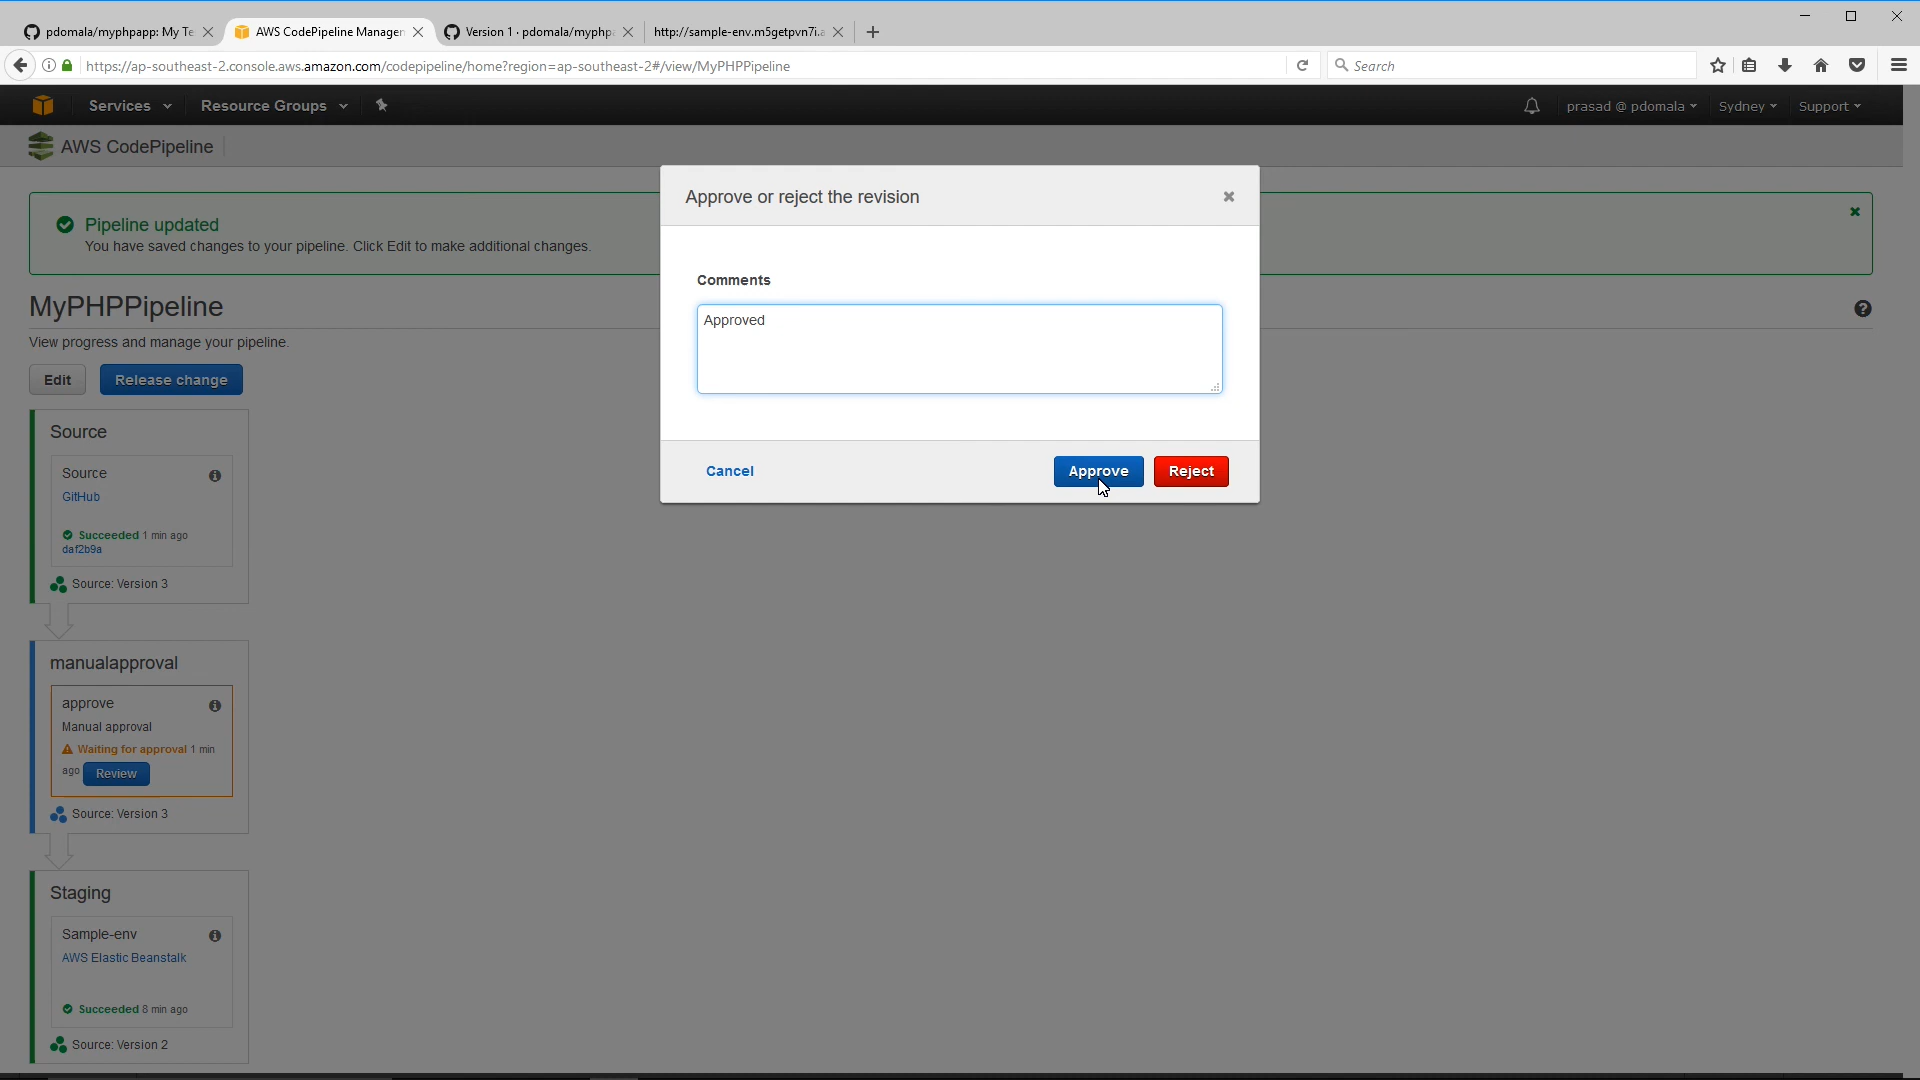 pdomala/myphpapp: My Te
AWS CodePipeline Managen
Version 1 · pdomala/myphp
http://sample-env.m5getpvn7i.a
https://ap-southeast-2.console.aws.amazon.com/codepipeline/home?region=ap-southeast-2#/view/MyPHPPipeline
Search
Services
Resource Groups
prasad @ pdomala
Sydney
Support
AWS CodePipeline
Approve or reject the revision
Pipeline updated
You have saved changes to your pipeline. Click Edit to make additional changes.
Comments
Approved
Cancel
Approve
Reject
MyPHPPipeline
View progress and manage your pipeline.
Edit
Release change
Source
Source
GitHub
Succeeded 1 min ago
daf2b9a
Source: Version 3
manualapproval
approve
Manual approval
Waiting for approval 1 min
ago Review
Source: Version 3
Staging
Sample-env
AWS Elastic Beanstalk
Succeeded 8 min ago
Source: Version 2